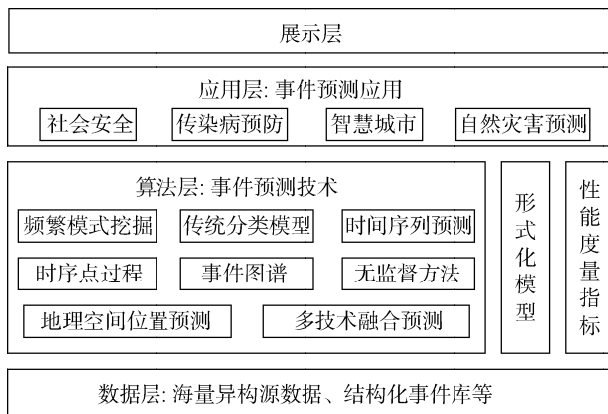 展示层
应用层: 事件预测应用
社会安全 传染病预防 智慧城市 自然灾害预测
算法层: 事件预测技术
频繁模式挖掘 传统分类模型 时间序列预测
时序点过程 事件图谱 无监督方法
地理空间位置预测 多技术融合预测
形式化模型
性能度量指标
数据层: 海量异构源数据、结构化事件库等